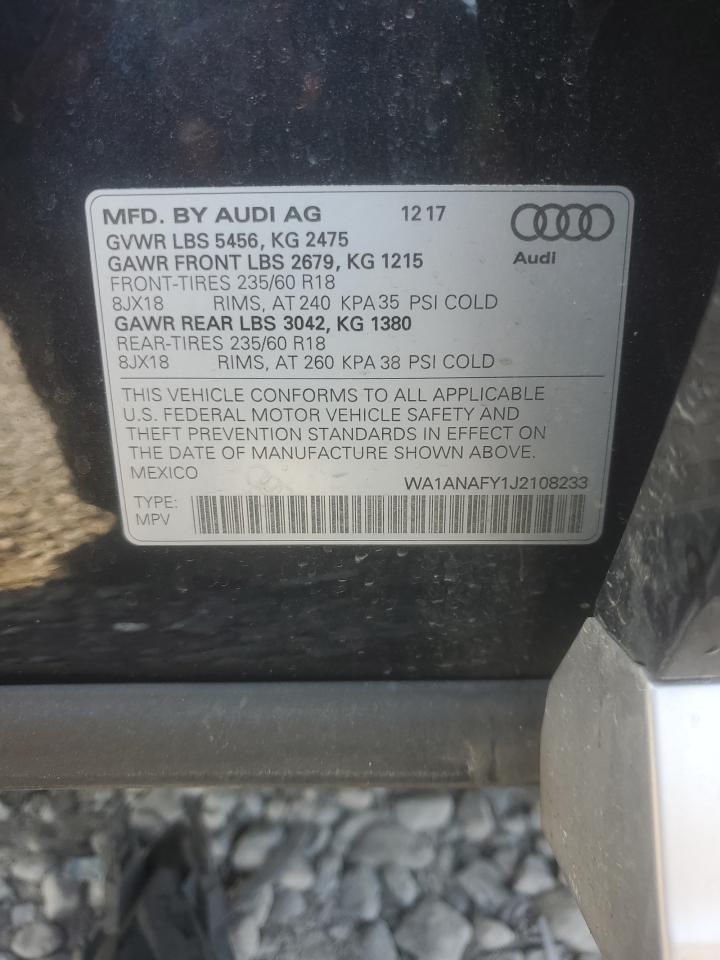 MFD. BY AUDI AG 12 17
GVWR LBS 5456, KG 2475
GAWR FRONT LBS 2679, KG 1215
Audi
FRONT-TIRES 235/60 R18
8JX18 RIMS, AT 240 KPA 35 PSI COLD
GAWR REAR LBS 3042, KG 1380
REAR-TIRES 235/60 R18
8JX18 RIMS, AT 260 KPA 38 PSI COLD
THIS VEHICLE CONFORMS TO ALL APPLICABLE
U.S. FEDERAL MOTOR VEHICLE SAFETY AND
THEFT PREVENTION STANDARDS IN EFFECT ON
THE DATE OF MANUFACTURE SHOWN ABOVE.
MEXICO
WA1ANAFY1J2108233
TYPE:
MPV